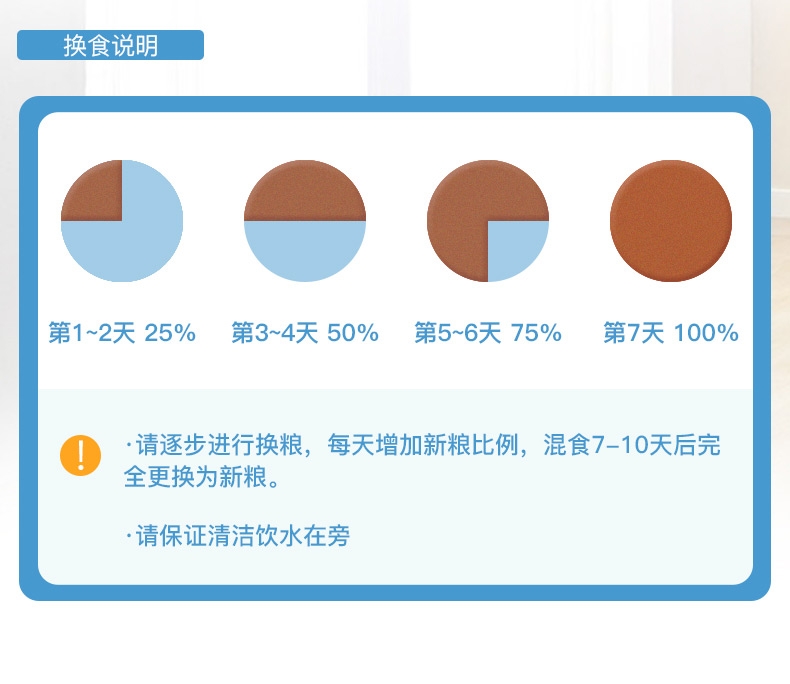 换食说明
第1~2天 25%
第3~4天 50%
第5~6天 75%
第7天 100%
·请逐步进行换粮，每天增加新粮比例，混食7-10天后完
全更换为新粮。
·请保证清洁饮水在旁